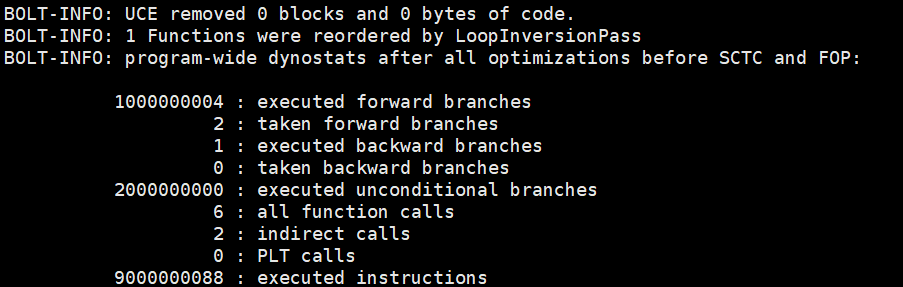 BOLT-INFO: UCE removed 0 blocks and 0 bytes of code.
BOLT-INFO: 1 Functions were reordered by LoopInversionPass
BOLT-INFO: program-wide dynostats after all optimizations before SCTC and FOP:
1000000004 : executed forward branches
2 : taken forward branches
1 : executed backward branches
0 : taken backward branches
2000000000 : executed unconditional branches
6 : all function calls
2 : indirect calls
0 : PLT calls
9000000088 : executed instructions